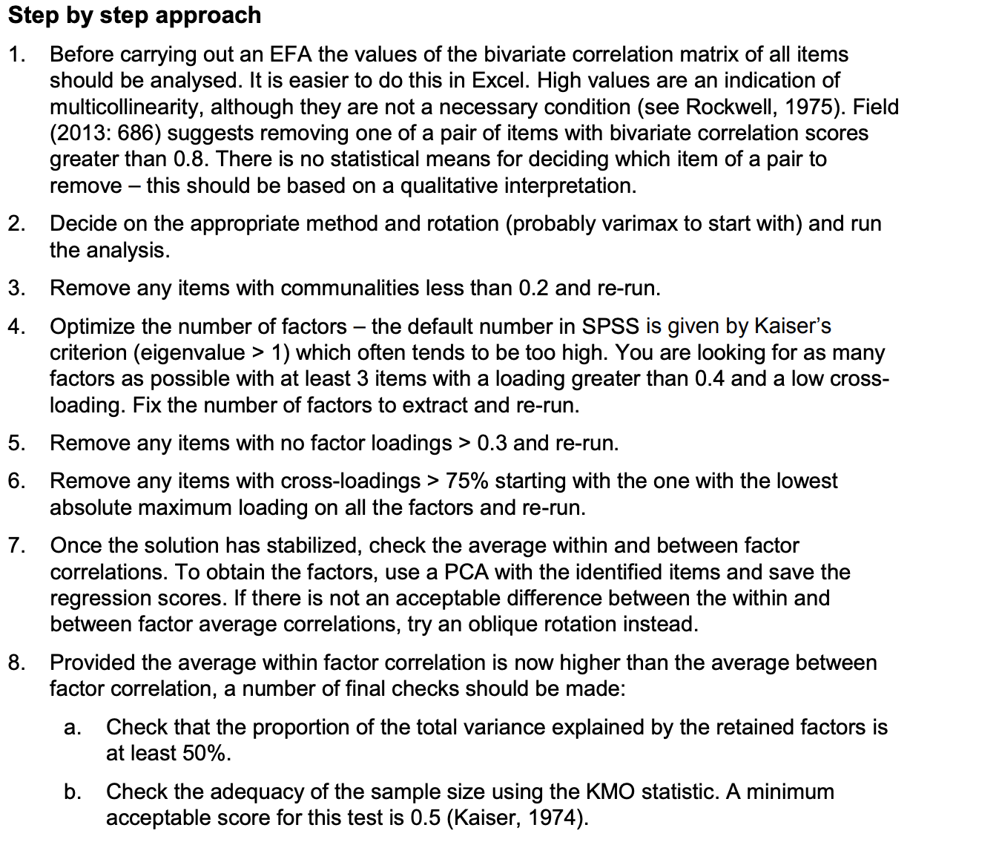 Step by step approach
1. Before carrying out an EFA the values of the bivariate correlation matrix of all items
should be analysed. It is easier to do this in Excel. High values are an indication of
multicollinearity, although they are not a necessary condition (see Rockwell, 1975). Field
(2013: 686) suggests removing one of a pair of items with bivariate correlation scores
greater than 0.8. There is no statistical means for deciding which item of a pair to
remove – this should be based on a qualitative interpretation.
2. Decide on the appropriate method and rotation (probably varimax to start with) and run
the analysis.
3. Remove any items with communalities less than 0.2 and re-run.
4. Optimize the number of factors – the default number in SPSS is given by Kaiser’s
criterion (eigenvalue > 1) which often tends to be too high. You are looking for as many
factors as possible with at least 3 items with a loading greater than 0.4 and a low cross-
loading. Fix the number of factors to extract and re-run.
5. Remove any items with no factor loadings > 0.3 and re-run.
6. Remove any items with cross-loadings > 75% starting with the one with the lowest
absolute maximum loading on all the factors and re-run.
7. Once the solution has stabilized, check the average within and between factor
correlations. To obtain the factors, use a PCA with the identified items and save the
regression scores. If there is not an acceptable difference between the within and
between factor average correlations, try an oblique rotation instead.
8. Provided the average within factor correlation is now higher than the average between
factor correlation, a number of final checks should be made:
a. Check that the proportion of the total variance explained by the retained factors is
at least 50%.
b. Check the adequacy of the sample size using the KMO statistic. A minimum
acceptable score for this test is 0.5 (Kaiser, 1974).